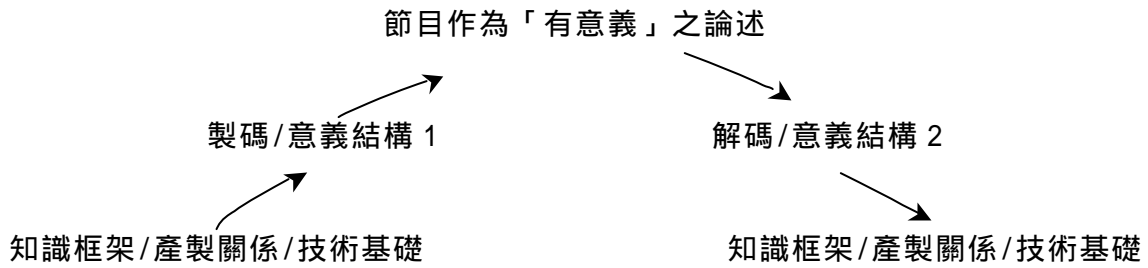 節目作為「有意義」之論述
製碼/意義結構 1
解碼/意義結構 2
知識框架/產製關係/技術基礎
知識框架/產製關係/技術基礎